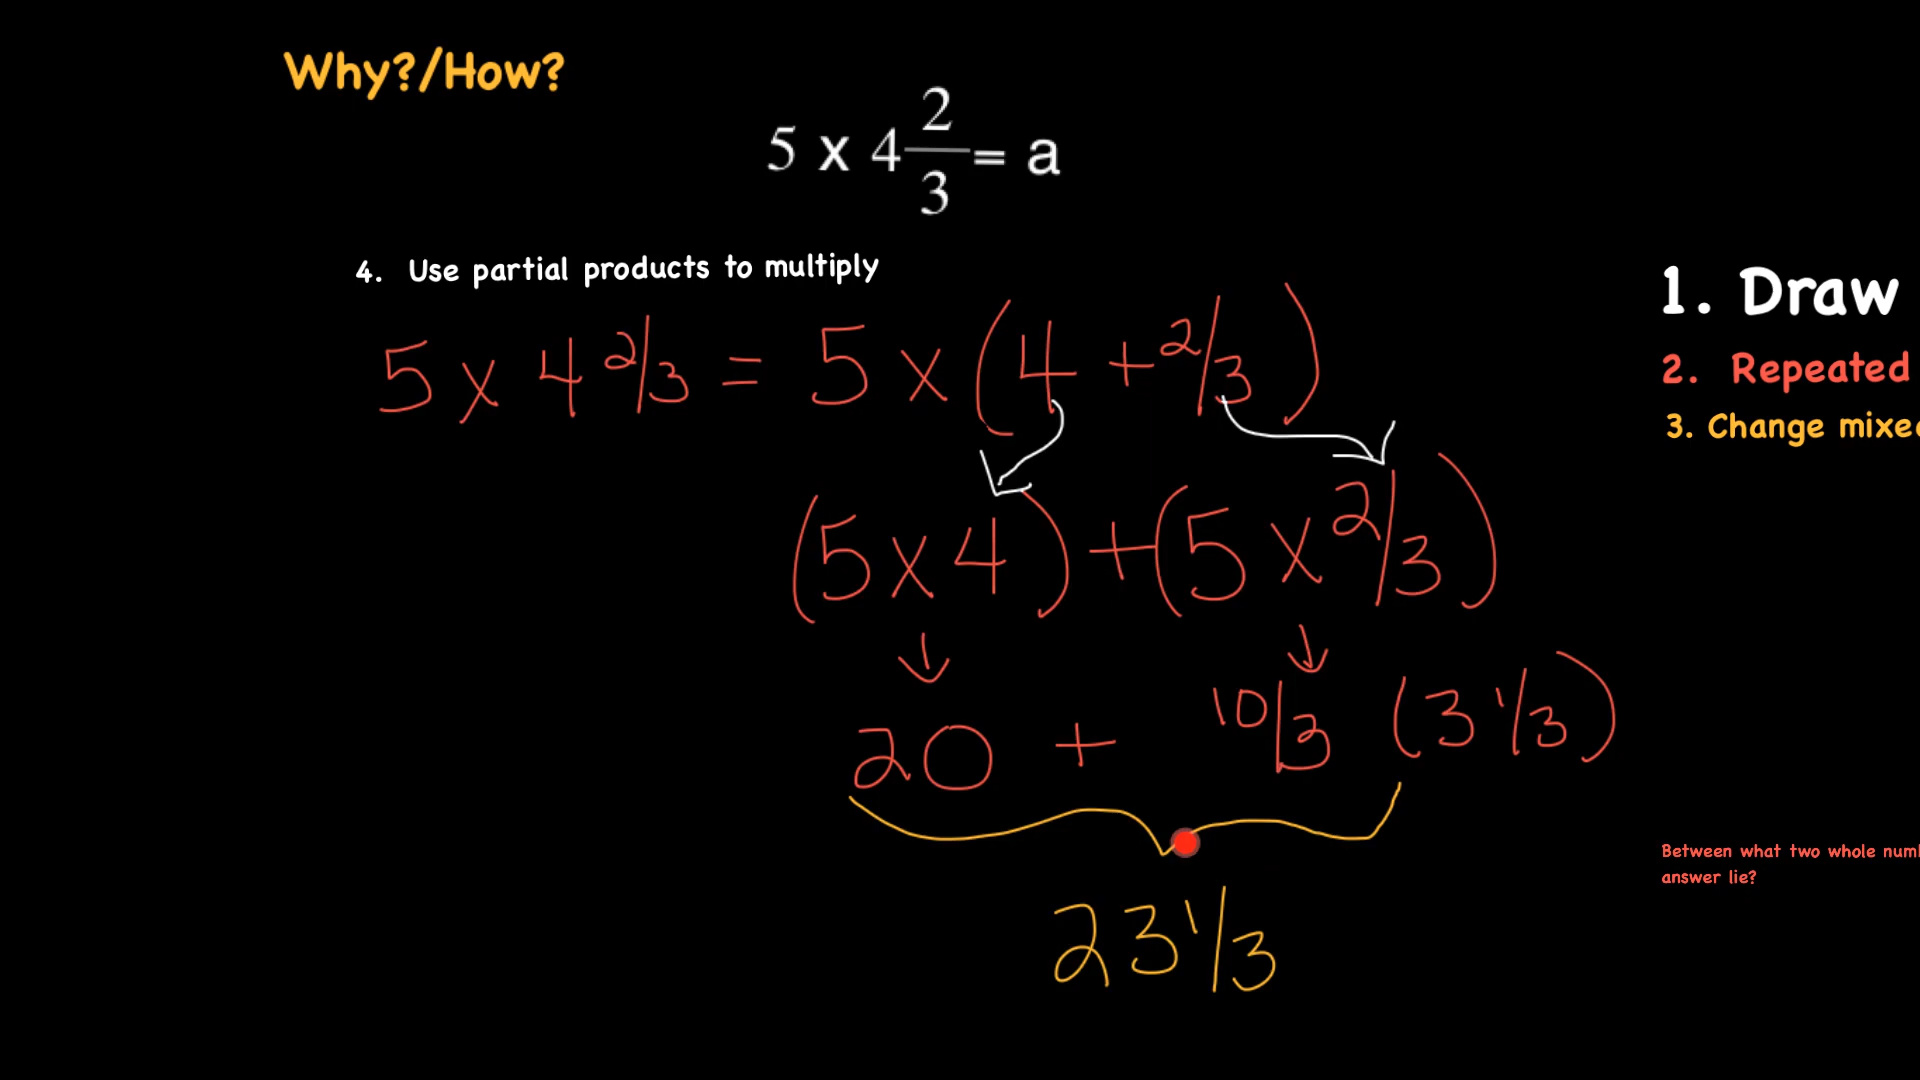 Why?/How?
5 x 4 2/3 = a
4. Use partial products to multiply
5 x 4 2/3 = 5 x (4 + 2/3)
(5 x 4) + (5 x 2/3)
20 + 10/3 (3 1/3)
23 1/3
1. Draw
2. Repeated
3. Change mixe
Between what two whole num
answer lie?